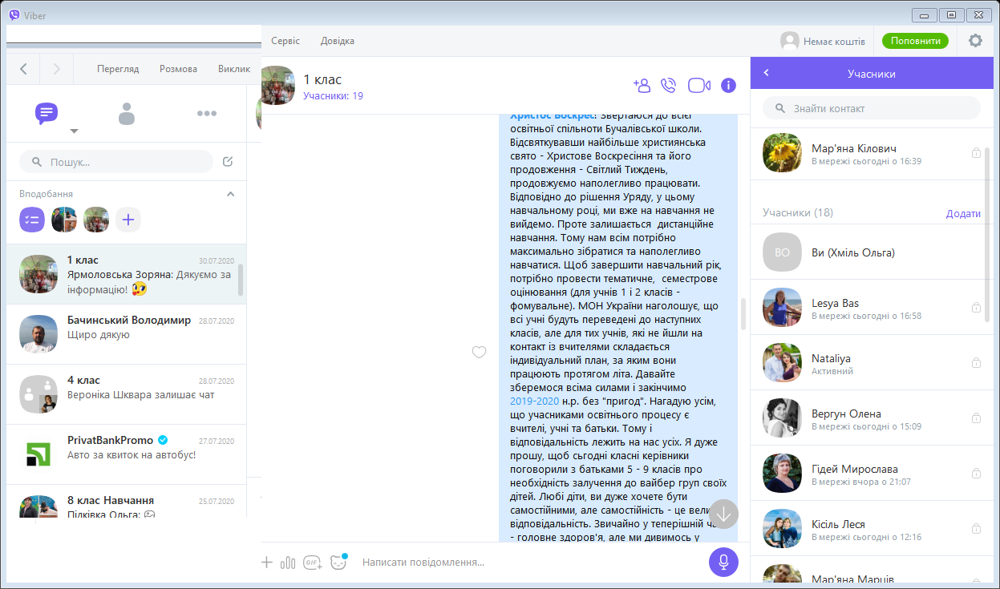 Viber
Сервіс Довідка
Немає коштів
Поповнити
Перегляд Розмова Виклик
1 клас
Учасники: 19
Учасники
Пошук...
Знайти контакт
Вподобання
1 клас
30.07.2020
Ярмоловська Зоряна: Дякуємо за
інформацію!
Бачинський Володимир
28.07.2020
Щиро дякую
4 клас
28.07.2020
Вероніка Шквара залишає чат
PrivatBankPromo
27.07.2020
Авто за квиток на автобус!
8 клас Навчання
25.07.2020
Підківка Ольга:
Христос Воскрес! Звертаюся до всієї
освітньої спільноти Бучалівської школи.
Відсвяткувавши найбільше християнська
свято - Христове Воскресіння та його
продовження - Світлий Тиждень,
продовжуємо наполегливо працювати.
Відповідно до рішення Уряду, у цьому
навчальному році, ми вже на навчання не
вийдемо. Проте залишається дистанційне
навчання. Тому нам всім потрібно
максимально зібратися та наполегливо
навчатися. Щоб завершити навчальний рік,
потрібно провести тематичне, семестрове
оцінювання (для учнів 1 і 2 класів -
фомувальне). МОН України наголошує, що
всі учні будуть переведені до наступних
класів, але для тих учнів, які не йшли на
контакт із вчителями складається
індивідуальний план, за яким вони
працюють протягом літа. Давайте
зберемося всіма силами і закінчимо
2019-2020 н.р. без "пригод". Нагадую усім,
що учасниками освітнього процесу є
вчителі, учні та батьки. Тому і
відповідальність лежить на нас усіх. Я дуже
прошу, щоб сьгодні класні керівники
поговорили з батьками 5 - 9 класів про
необхідність залучення до вайбер груп своїх
дітей. Любі діти, ви дуже хочете бути
самостійними, але самостійність - це
відповідальність. Звичайно у теперішній
- головне здоров'я, але ми дивимось у
GIF
Написати повідомлення...
Мар'яна Кілович
В мережі сьогодні о 16:39
Учасники (18)
Додати
ВО
Ви (Хміль Ольга)
Lesya Bas
В мережі сьогодні о 16:58
Nataliya
Активний
Вергун Олена
В мережі сьогодні о 15:09
Гідей Мирослава
В мережі вчора о 21:07
Кісіль Леся
В мережі сьогодні о 12:16
Мар'яна Марців